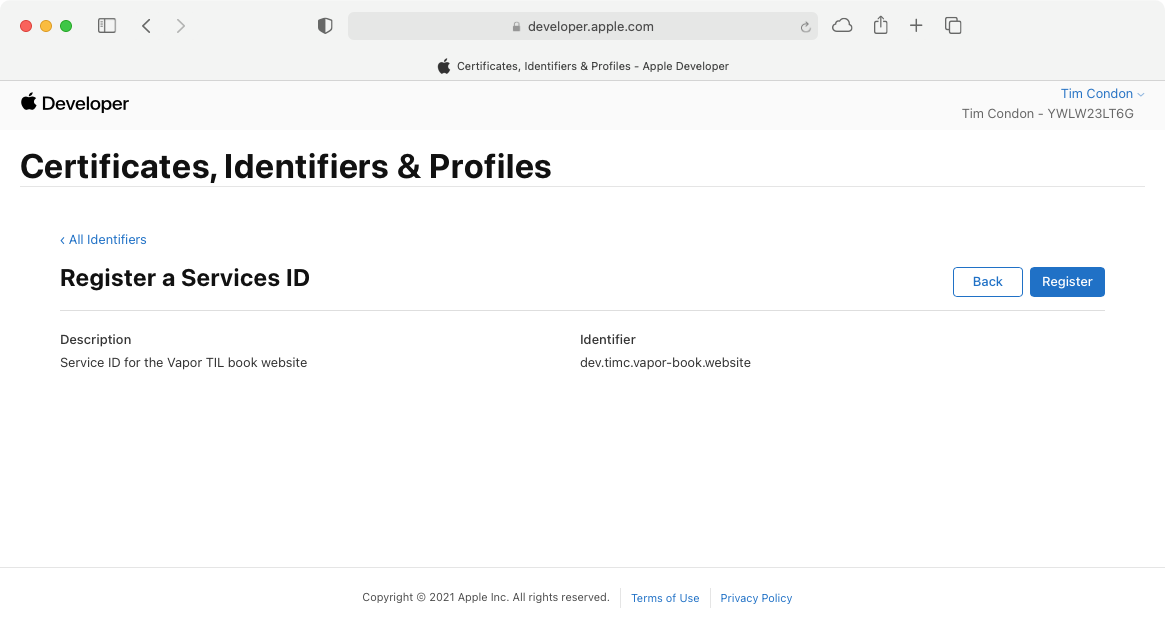 developer.apple.com
Certificates, Identifiers & Profiles - Apple Developer
Developer
Tim Condon
Tim Condon - YWLW23LT6G
Certificates, Identifiers & Profiles
‹ All Identifiers
Register a Services ID
Back
Register
Description
Identifier
Service ID for the Vapor TIL book website
dev.timc.vapor-book.website
Copyright © 2021 Apple Inc. All rights reserved.
Terms of Use
Privacy Policy